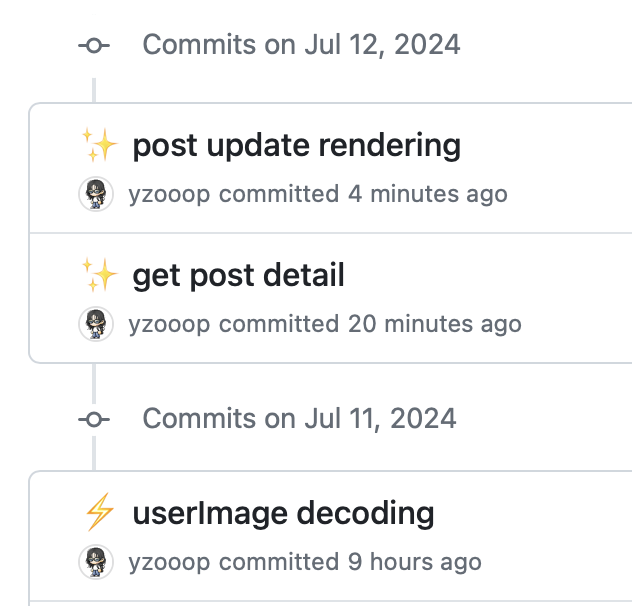 Commits on Jul 12, 2024
✨ post update rendering
yzooop committed 4 minutes ago
✨ get post detail
yzooop committed 20 minutes ago
Commits on Jul 11, 2024
⚡ userImage decoding
yzooop committed 9 hours ago